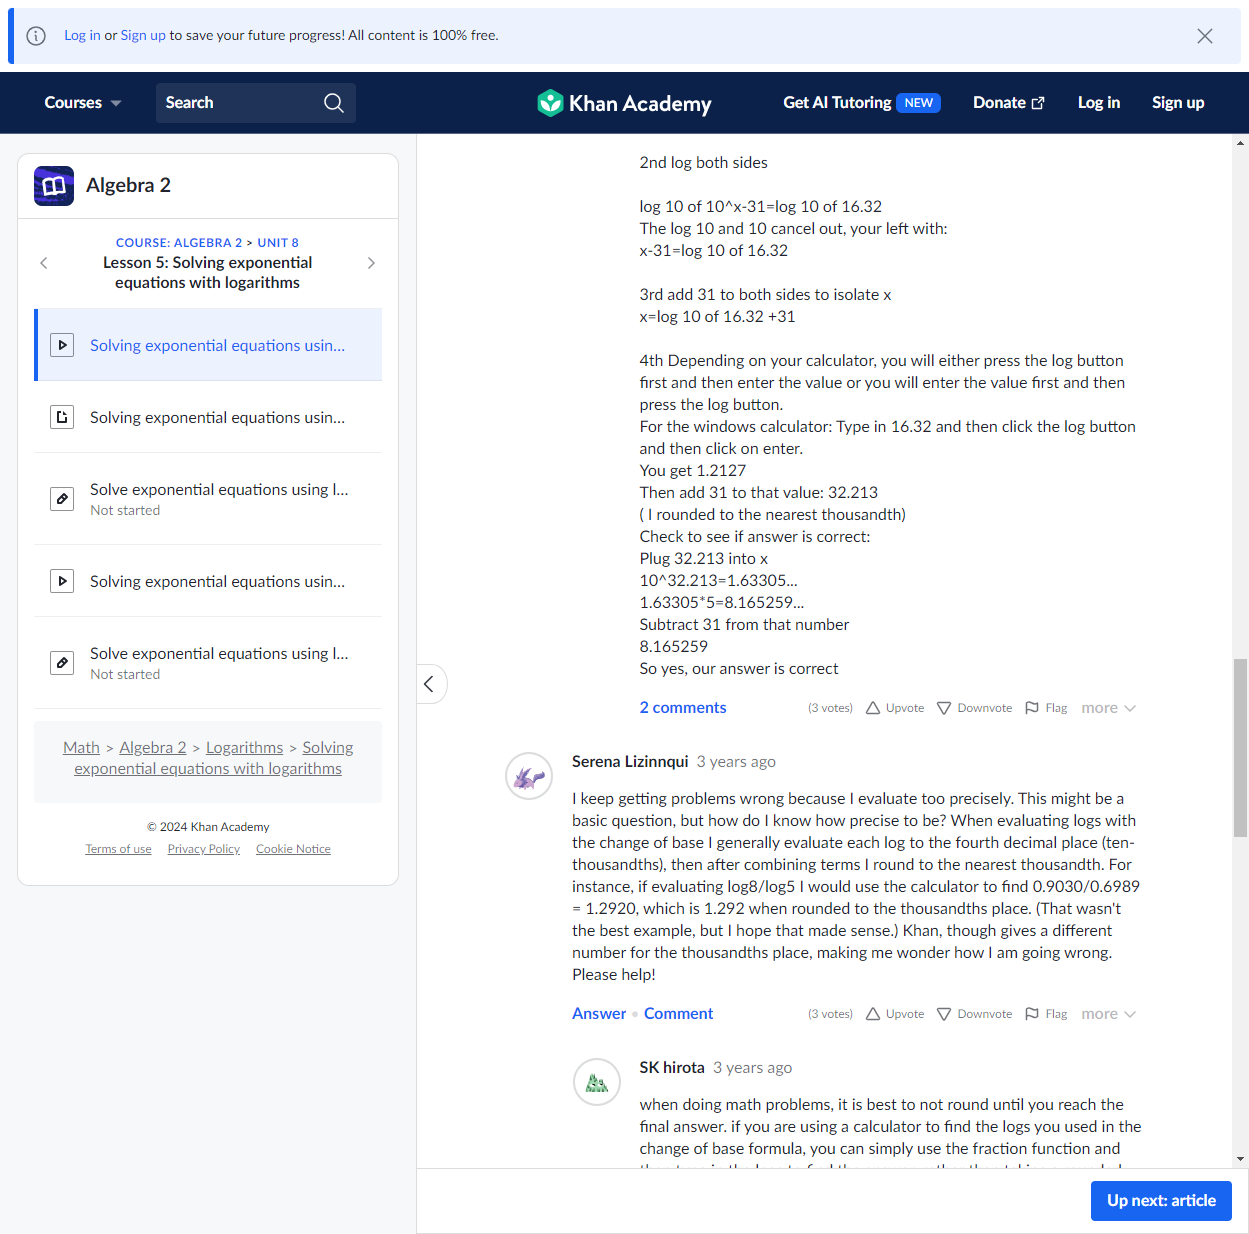 Log in or Sign up to save your future progress! All content is 100% free.
Courses
Search
Khan Academy
Get AI Tutoring NEW
Donate
Log in
Sign up
Algebra 2
COURSE: ALGEBRA 2 > UNIT 8
Lesson 5: Solving exponential
equations with logarithms
Solving exponential equations usin...
Solving exponential equations usin...
Solve exponential equations using l...
Not started
Solving exponential equations usin...
Solve exponential equations using l...
Not started
Math > Algebra 2 > Logarithms > Solving
exponential equations with logarithms
© 2024 Khan Academy
Terms of use Privacy Policy Cookie Notice
2nd log both sides
log 10 of 10^x-31=log 10 of 16.32
The log 10 and 10 cancel out, your left with:
x-31=log 10 of 16.32
3rd add 31 to both sides to isolate x
x=log 10 of 16.32 +31
4th Depending on your calculator, you will either press the log button
first and then enter the value or you will enter the value first and then
press the log button.
For the windows calculator: Type in 16.32 and then click the log button
and then click on enter.
You get 1.2127
Then add 31 to that value: 32.213
( I rounded to the nearest thousandth)
Check to see if answer is correct:
Plug 32.213 into x
10^32.213=1.63305...
1.63305*5=8.165259...
Subtract 31 from that number
8.165259
So yes, our answer is correct
2 comments (3 votes) Upvote Downvote Flag more
Serena Lizinnqui 3 years ago
I keep getting problems wrong because I evaluate too precisely. This might be a
basic question, but how do I know how precise to be? When evaluating logs with
the change of base I generally evaluate each log to the fourth decimal place (ten-
thousandths), then after combining terms I round to the nearest thousandth. For
instance, if evaluating log8/log5 I would use the calculator to find 0.9030/0.6989
= 1.2920, which is 1.292 when rounded to the thousandths place. (That wasn't
the best example, but I hope that made sense.) Khan, though gives a different
number for the thousandths place, making me wonder how I am going wrong.
Please help!
Answer • Comment (3 votes) Upvote Downvote Flag more
SK hirota 3 years ago
when doing math problems, it is best to not round until you reach the
final answer. if you are using a calculator to find the logs you used in the
change of base formula, you can simply use the fraction function and
Up next: article